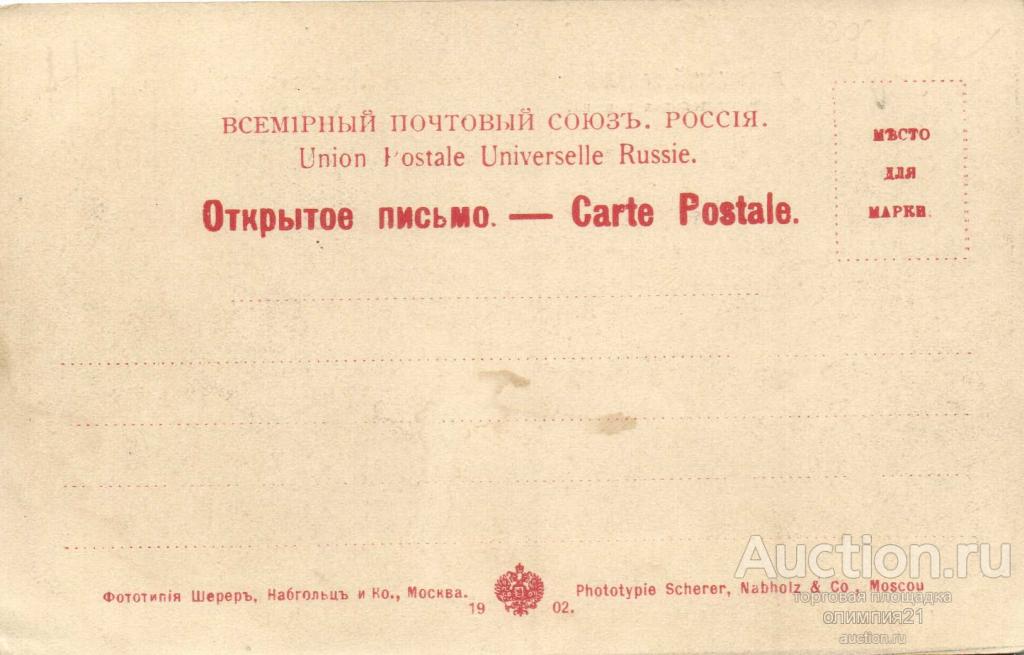 ВСЕМІРНЫЙ ПОЧТОВЫЙ СОЮЗЪ. РОССІЯ.
Union Postale Universelle Russie.
Открытое письмо. — Carte Postale.
МѢСТО
ДЛЯ
МАРКИ.
Фототипія Шереръ, Набгольцъ и Ко., Москва.
Phototypie Scherer, Nabholz & Co., Moscou
19 02.
Auction.ru
торговая площадка
олимпия21
auction.ru